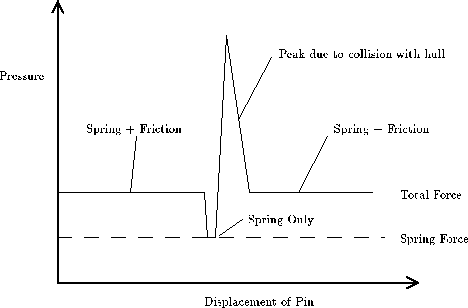 Peak due to collision with hull
Pressure
Spring + Friction
Spring − Friction
Total Force
Spring Only
Spring Force
Displacement of Pin